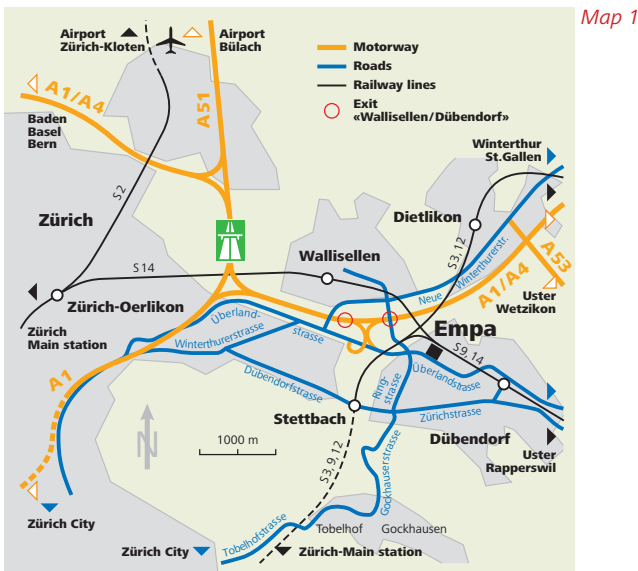 Map 1
Airport
Zürich-Kloten
Airport
Bülach
Motorway
Roads
Railway lines
Exit
«Wallisellen/Dübendorf»
A1/A4
Baden
Basel
Bern
A51
S2
Winterthur
St.Gallen
Zürich
Dietlikon
S3, 12
Neue Winterthurerstr.
A1/A4
A53
Uster
Wetzikon
Wallisellen
S14
Zürich-Oerlikon
Zürich
Main station
Überland-
strasse
Winterthurerstrasse
Dübendorfstrasse
Empa
S9, 14
Ring-
strasse
Überlandstrasse
Zürichstrasse
A1
Stettbach
Dübendorf
N
1000 m
Uster
Rapperswil
S3, 9, 12
Gockhauserstrasse
Zürich City
Tobelhof
Gockhausen
Tobelhofstrasse
Zürich City
Zürich-Main station